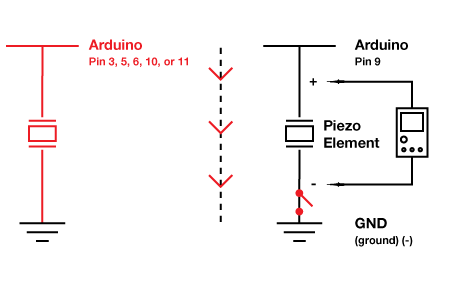 Arduino
Pin 3, 5, 6, 10, or 11
Arduino
Pin 9
+
Piezo
Element
-
GND
(ground) (-)